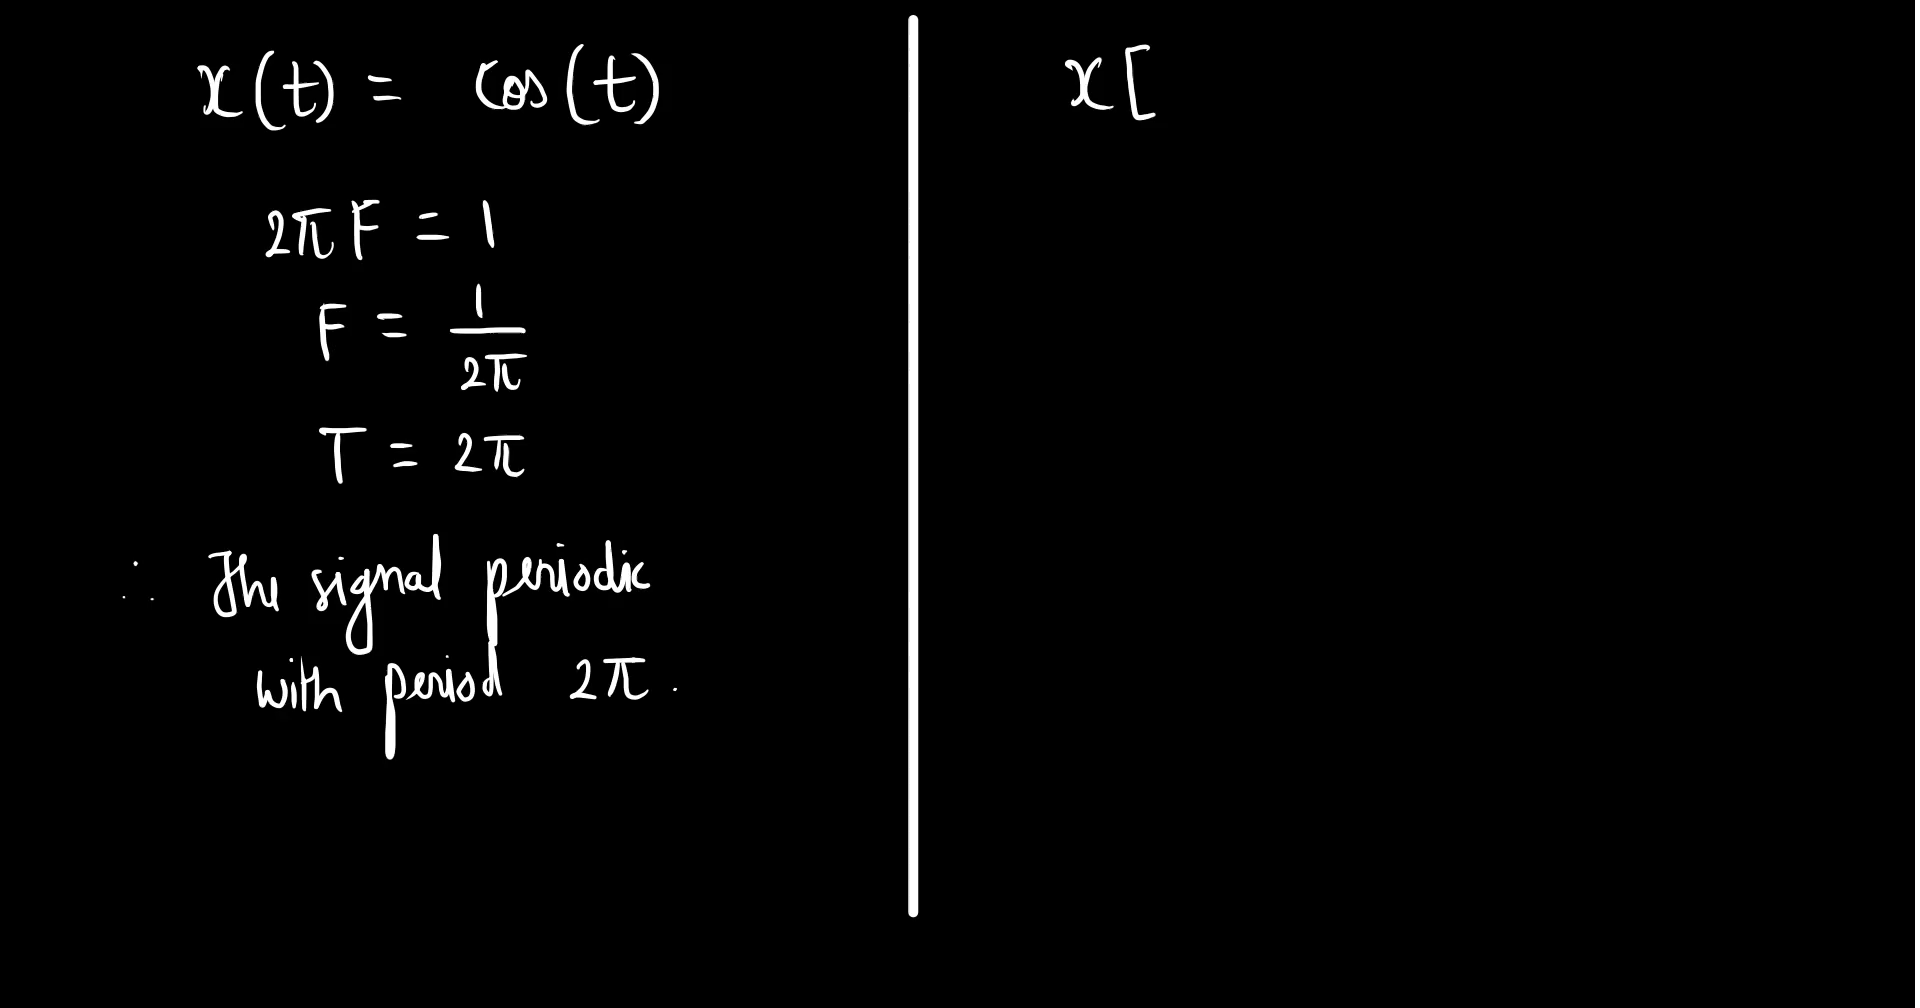 x(t) = cos(t)
2πF = 1
F = 1/2π
T = 2π
∴ The signal periodic
with period 2π.
x[